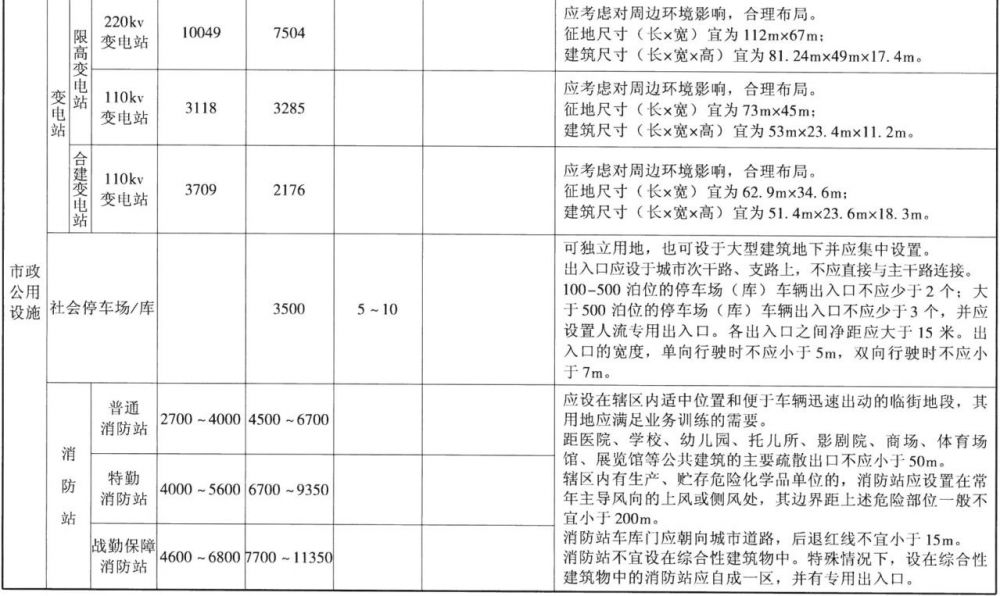 市政
公用
设施
变电站
限高变电站
220kv
变电站
10049
7504
应考虑对周边环境影响，合理布局。
征地尺寸（长×宽）宜为 112m×67m；
建筑尺寸（长×宽×高）宜为 81.24m×49m×17.4m。
110kv
变电站
3118
3285
应考虑对周边环境影响，合理布局。
征地尺寸（长×宽）宜为 73m×45m；
建筑尺寸（长×宽×高）宜为 53m×23.4m×11.2m。
合建变电站
110kv
变电站
3709
2176
应考虑对周边环境影响，合理布局。
征地尺寸（长×宽）宜为 62.9m×34.6m；
建筑尺寸（长×宽×高）宜为 51.4m×23.6m×18.3m。
社会停车场/库
3500
5～10
可独立用地，也可设于大型建筑地下并应集中设置。
出入口应设于城市次干路、支路上，不应直接与主干路连接。
100-500 泊位的停车场（库）车辆出入口不应少于 2 个；大
于 500 泊位的停车场（库）车辆出入口不应少于 3 个，并应
设置人流专用出入口。各出入口之间净距应大于 15 米。出
入口的宽度，单向行驶时不应小于 5m，双向行驶时不应小
于 7m。
消防站
普通
消防站
2700～4000
4500～6700
特勤
消防站
4000～5600
6700～9350
战勤保障
消防站
4600～6800
7700～11350
应设在辖区内适中位置和便于车辆迅速出动的临街地段，其
用地应满足业务训练的需要。
距医院、学校、幼儿园、托儿所、影剧院、商场、体育场
馆、展览馆等公共建筑的主要疏散出口不应小于 50m。
辖区内有生产、贮存危险化学品单位的，消防站应设置在常
年主导风向的上风或侧风处，其边界距上述危险部位一般不
宜小于 200m。
消防站车库门应朝向城市道路，后退红线不宜小于 15m。
消防站不宜设在综合性建筑物中。特殊情况下，设在综合性
建筑物中的消防站应自成一区，并有专用出入口。